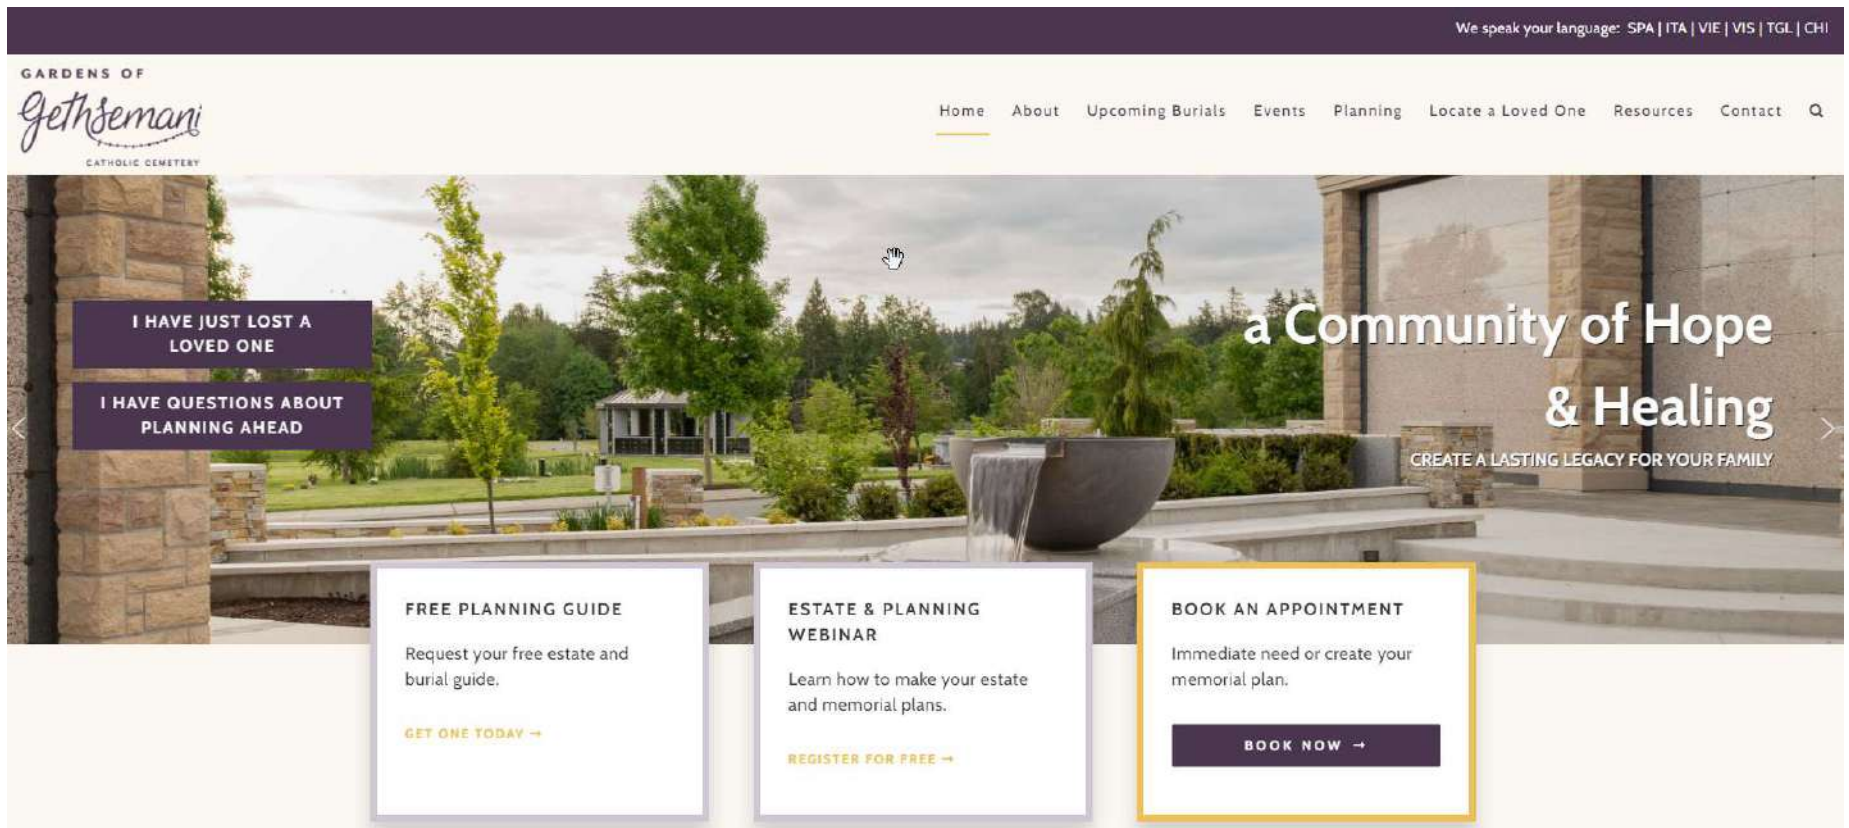 We speak your language: SPA | ITA | VIE | VIS | TGL | CHI
GARDENS OF
Gethsemani
CATHOLIC CEMETERY
Home About Upcoming Burials Events Planning Locate a Loved One Resources Contact
I HAVE JUST LOST A
LOVED ONE
I HAVE QUESTIONS ABOUT
PLANNING AHEAD
a Community of Hope
& Healing
CREATE A LASTING LEGACY FOR YOUR FAMILY
FREE PLANNING GUIDE
Request your free estate and
burial guide.
GET ONE TODAY →
ESTATE & PLANNING
WEBINAR
Learn how to make your estate
and memorial plans.
REGISTER FOR FREE →
BOOK AN APPOINTMENT
Immediate need or create your
memorial plan.
BOOK NOW →